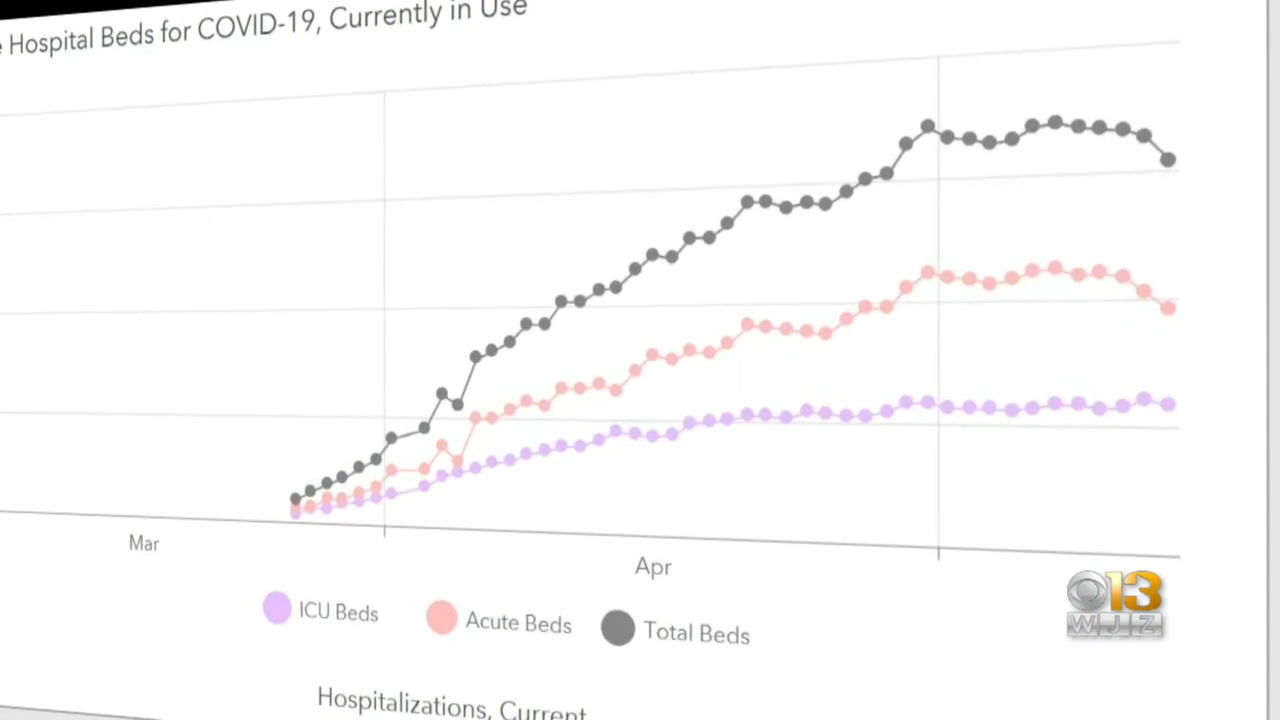 Hospital Beds for COVID-19, Currently in Use
Mar
Apr
ICU Beds
Acute Beds
Total Beds
13
WJZ
Hospitalizations, Current